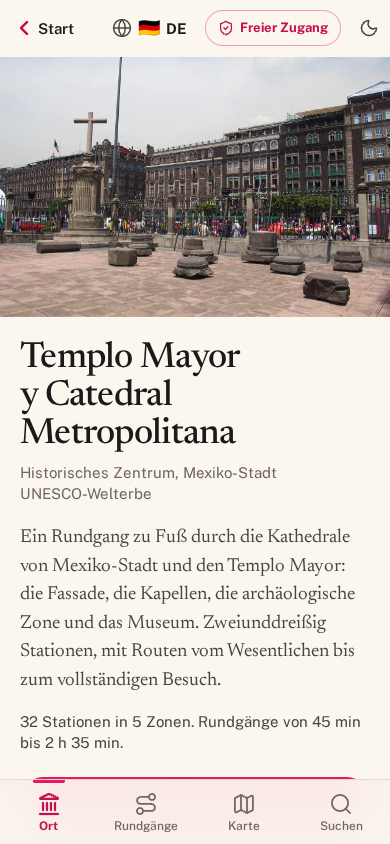 Start
DE
Freier Zugang
Templo Mayor
y Catedral
Metropolitana
Historisches Zentrum, Mexiko-Stadt
UNESCO-Welterbe
Ein Rundgang zu Fuß durch die Kathedrale
von Mexiko-Stadt und den Templo Mayor:
die Fassade, die Kapellen, die archäologische
Zone und das Museum. Zweiunddreißig
Stationen, mit Routen vom Wesentlichen bis
zum vollständigen Besuch.
32 Stationen in 5 Zonen. Rundgänge von 45 min
bis 2 h 35 min.
Ort
Rundgänge
Karte
Suchen